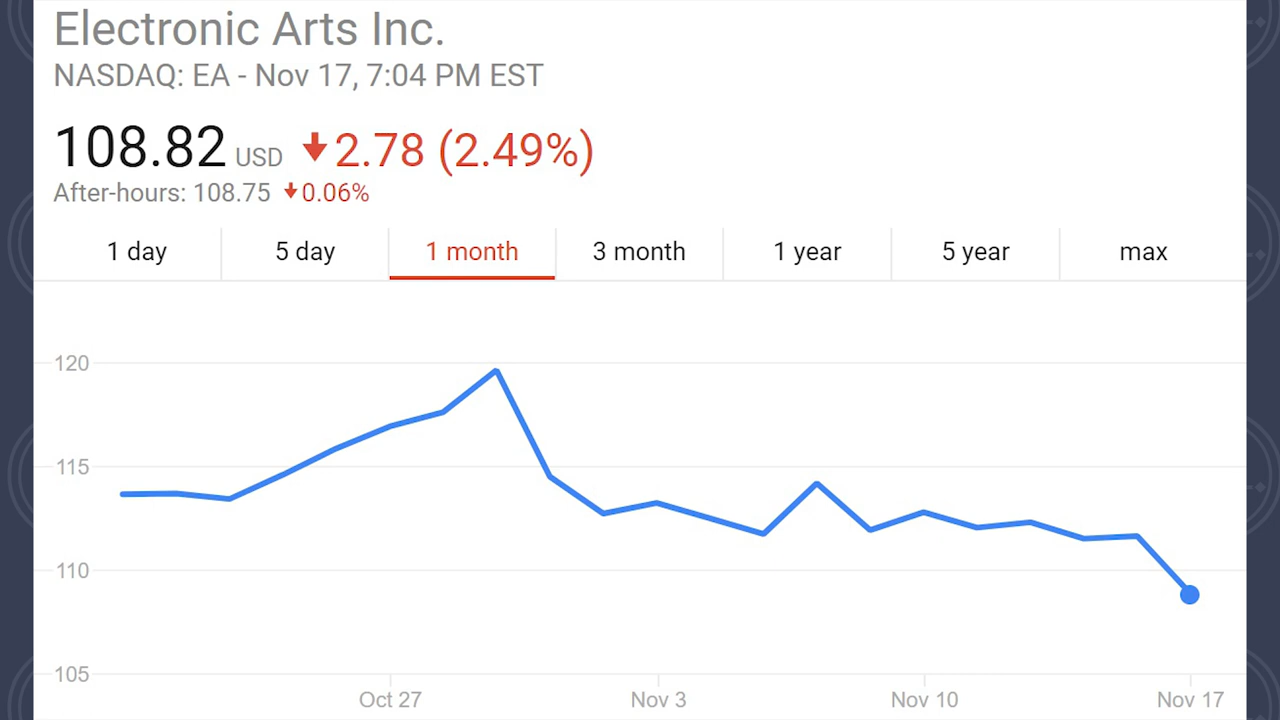 Electronic Arts Inc.
NASDAQ: EA - Nov 17, 7:04 PM EST
108.82 USD 2.78 (2.49%)
After-hours: 108.75 0.06%
1 day 5 day 1 month 3 month 1 year 5 year max
120
115
110
105
Oct 27 Nov 3 Nov 10 Nov 17